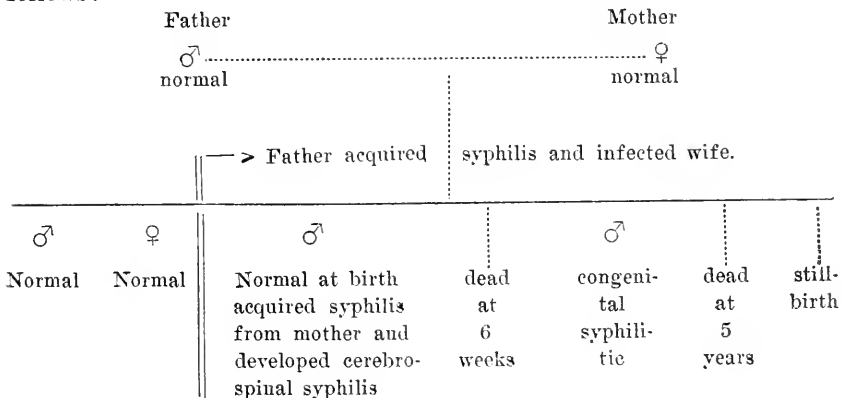 Father Mother
♂ ♀
normal normal
> Father acquired syphilis and infected wife.
♂ ♀ ♂ ♂
Normal Normal Normal at birth dead congeni- dead still-
acquired syphilis at tal at birth
from mother and 6 syphili- 5
developed cerebro- weeks tic years
spinal syphilis